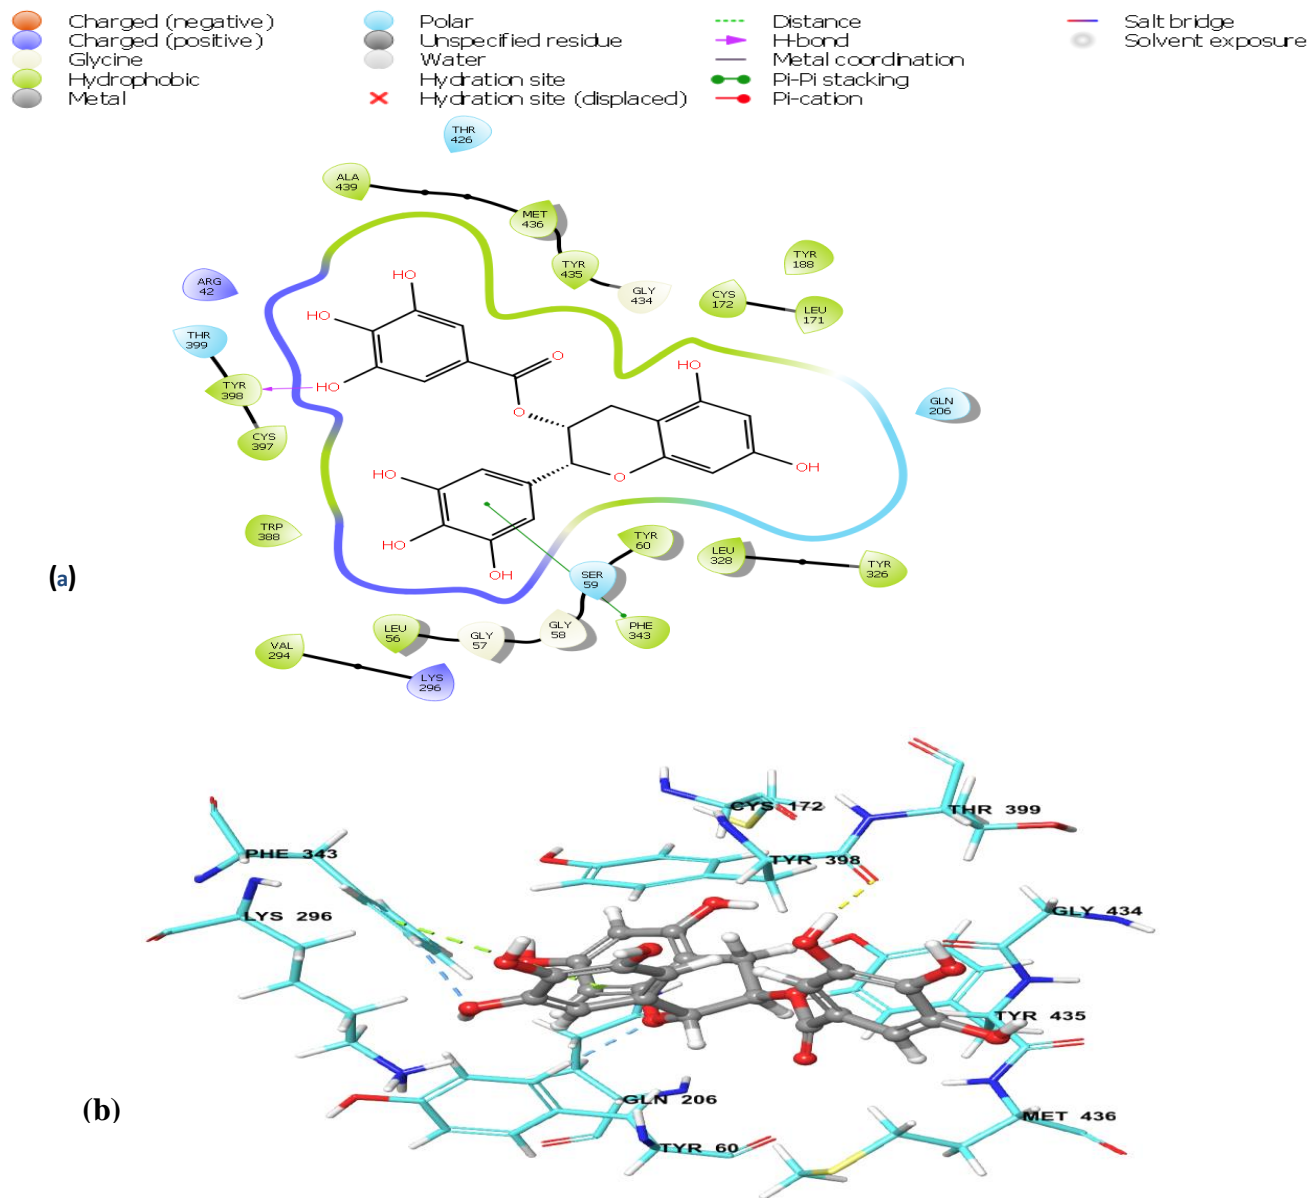 Charged (negative)
Charged (positive)
Glycine
Hydrophobic
Metal
Polar
Unspecified residue
Water
Hydration site
Hydration site (displaced)
Distance
H-bond
Metal coordination
Pi-Pi stacking
Pi-cation
Salt bridge
Solvent exposure
THR
426
ALA
439
MET
436
TYR
435
GLY
434
TYR
188
CYS
172
LEU
171
ARG
42
THR
399
TYR
398
CYS
397
GLN
206
TRP
388
TYR
60
SER
59
LEU
328
TYR
326
LEU
56
GLY
57
GLY
58
PHE
343
VAL
294
LYS
296
HO
HO
HO
O
O
HO
OH
O
HO
HO
OH
(a)
CYS 172
THR 399
PHE 343
TYR 398
LYS 296
GLY 434
TYR 435
GLN 206
MET 436
TYR 60
(b)